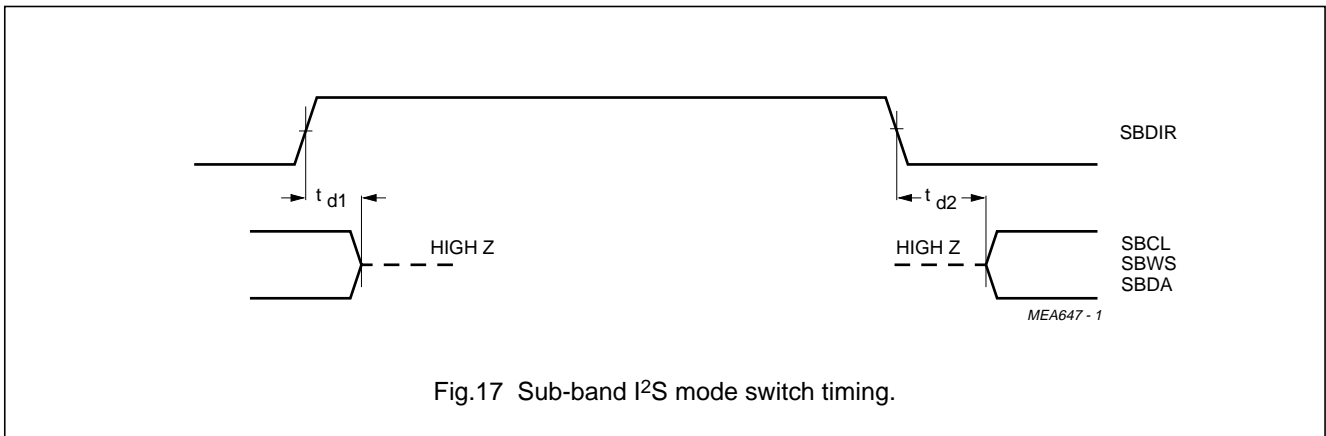 SBDIR
t d1
t d2
HIGH Z
HIGH Z
SBCL
SBWS
SBDA
MEA647 - 1
Fig.17 Sub-band I²S mode switch timing.